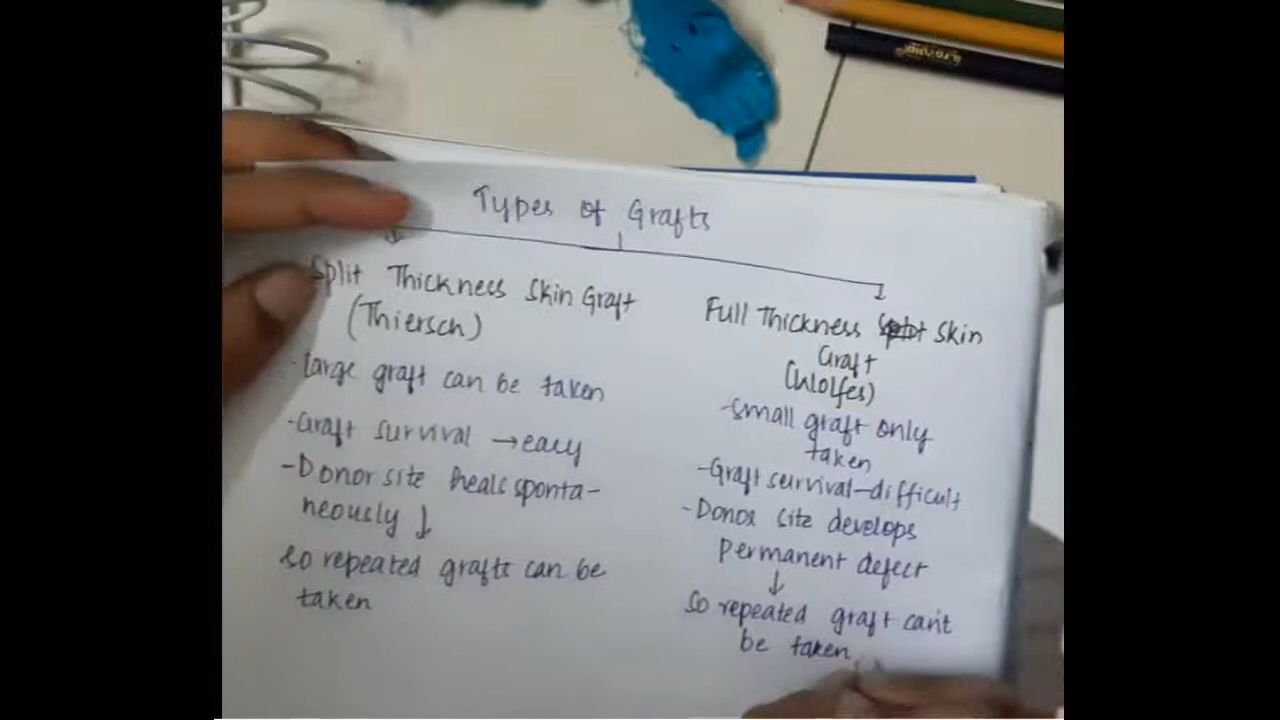 Types of Grafts
Split Thickness Skin Graft
(Thiersch)
-Large graft can be taken
-Graft survival → easy
-Donor site heals sponta-
neously ↓
so repeated grafts can be
taken
Full Thickness Skin
Graft
(Wolfes)
-Small graft only
taken
-Graft survival-difficult
-Donor site develops
Permanent defect
↓
So repeated graft can't
be taken